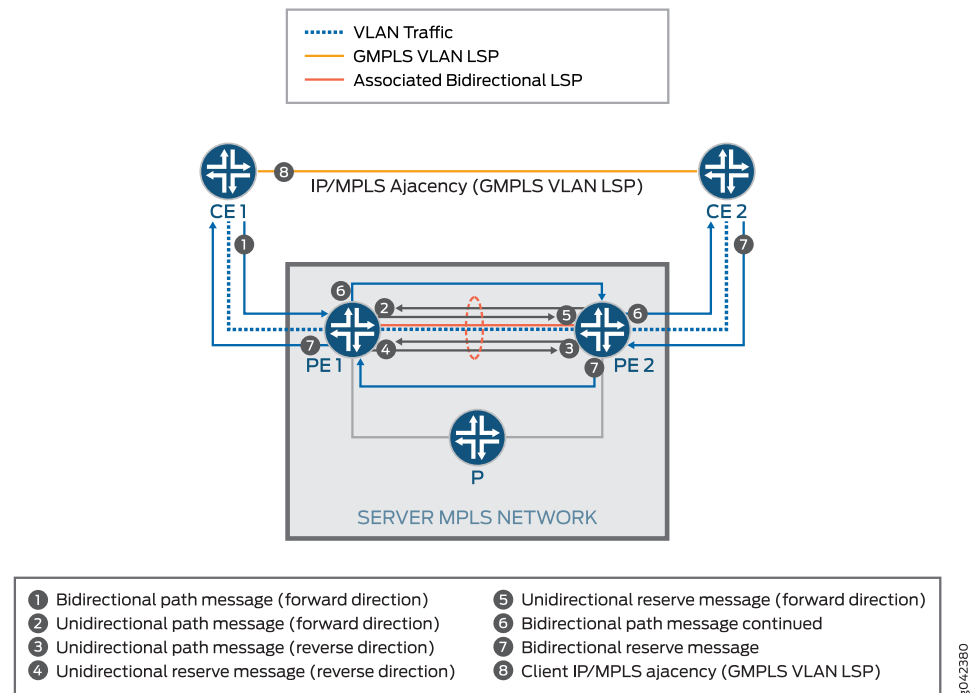 VLAN Traffic
GMPLS VLAN LSP
Associated Bidirectional LSP
8
IP/MPLS Ajacency (GMPLS VLAN LSP)
CE 1
CE 2
1
7
6
2
5
6
7
4
3
PE 1
PE 2
7
P
SERVER MPLS NETWORK
1 Bidirectional path message (forward direction)
2 Unidirectional path message (forward direction)
3 Unidirectional path message (reverse direction)
4 Unidirectional reserve message (reverse direction)
5 Unidirectional reserve message (forward direction)
6 Bidirectional path message continued
7 Bidirectional reserve message
8 Client IP/MPLS ajacency (GMPLS VLAN LSP)